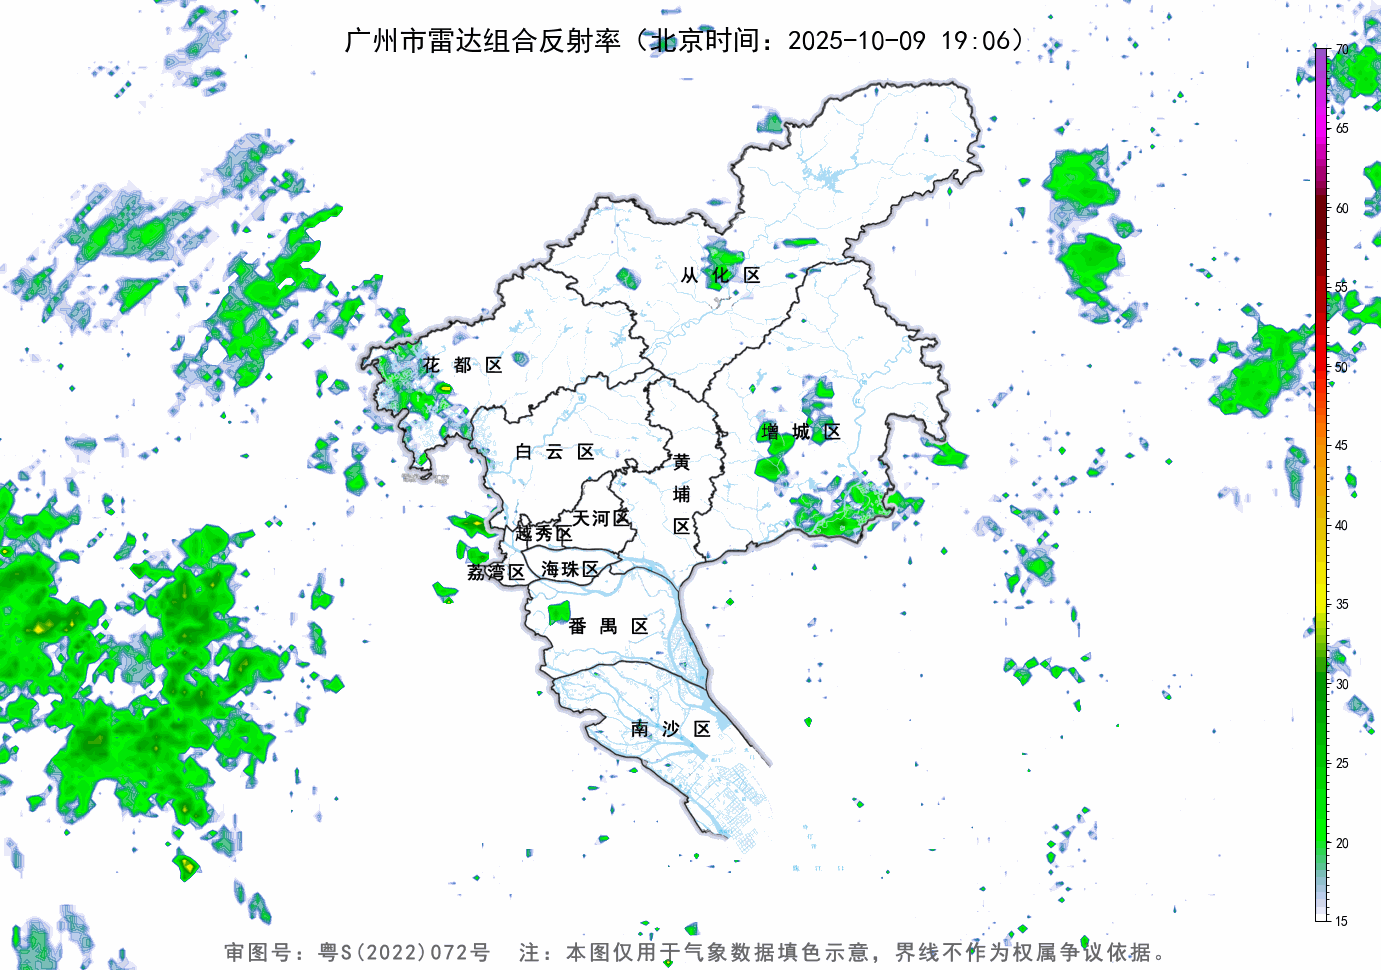 广州市雷达组合反射率（北京时间：2025-10-09 19:06）
70
65
60
55
50
45
40
35
30
25
20
15
从化区
花都区
增城区
白云区
黄埔区
天河区
越秀区
海珠区
荔湾区
番禺区
南沙区
审图号：粤S(2022)072号　注：本图仅用于气象数据填色示意，界线不作为权属争议依据。